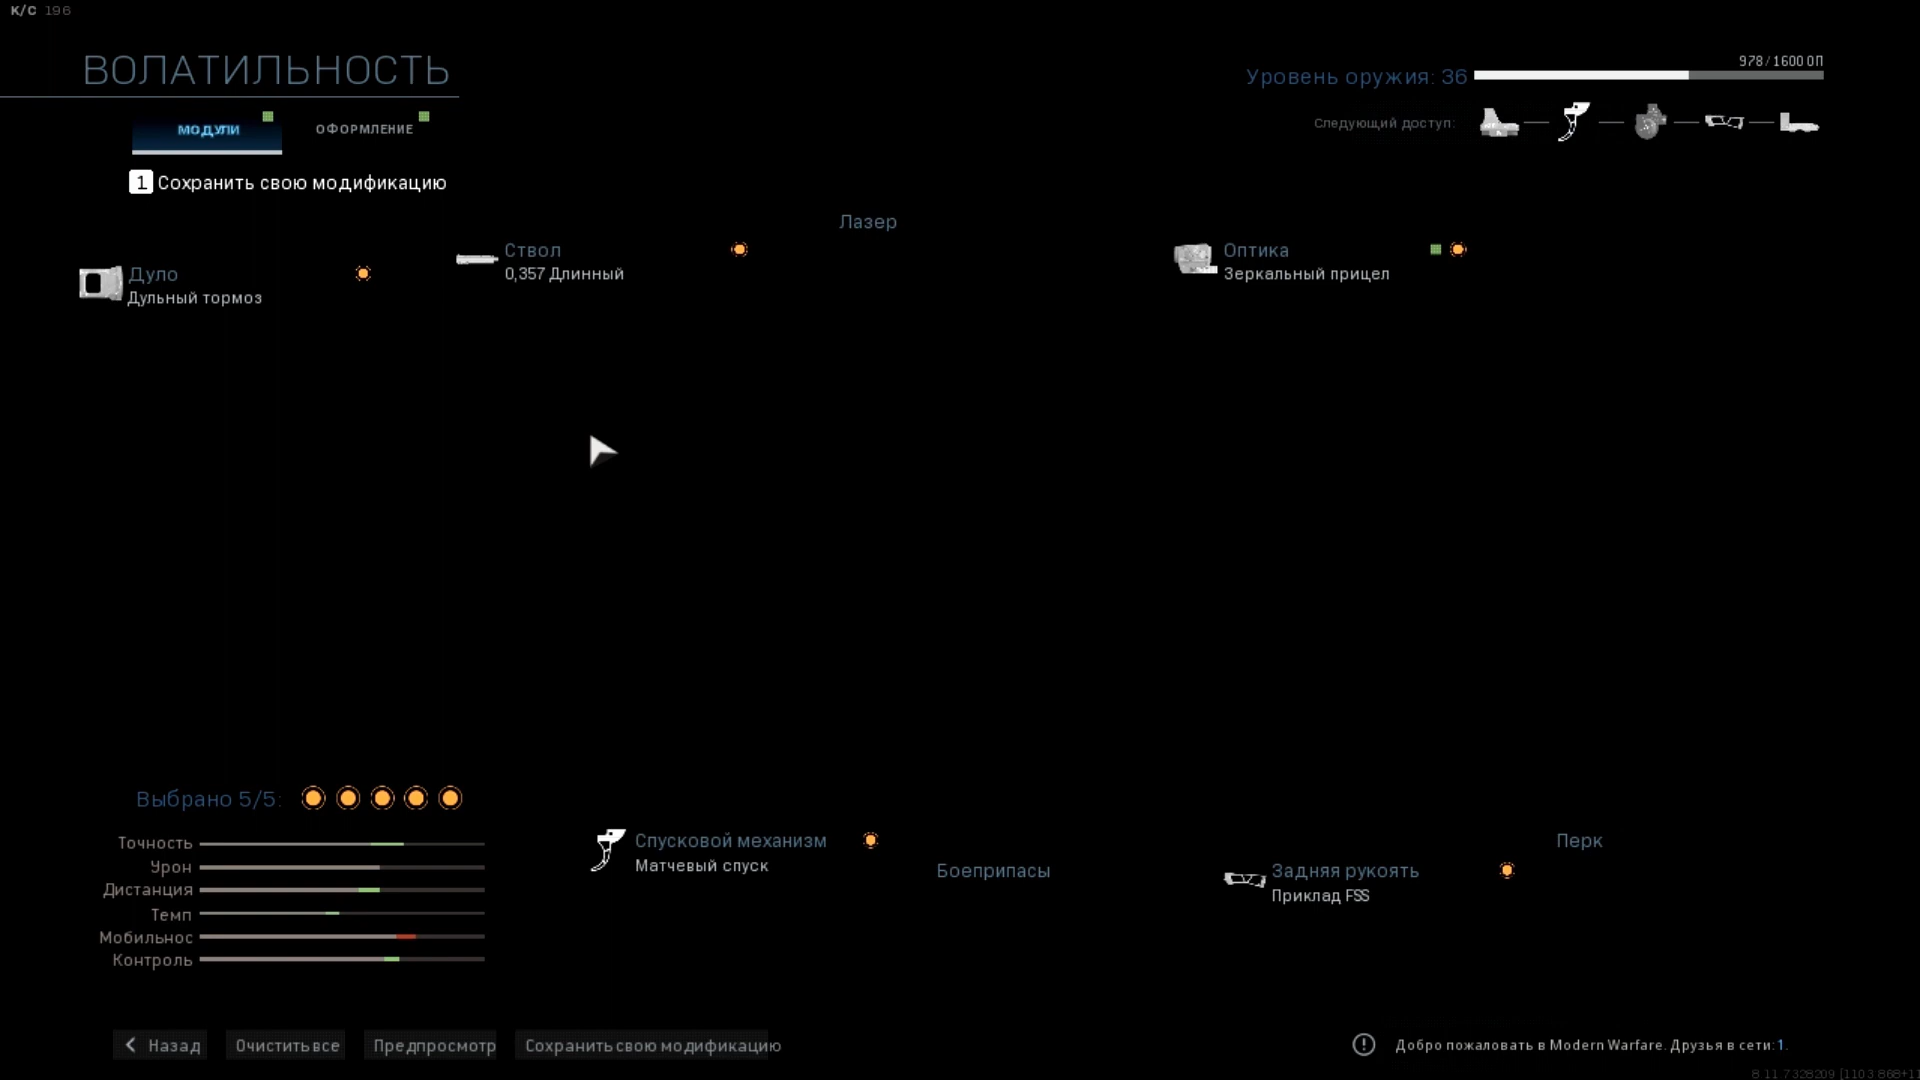 К/С 196
ВОЛАТИЛЬНОСТЬ
978/1600 ОП
Уровень оружия: 36
МОДУЛИ
ОФОРМЛЕНИЕ
Следующий доступ:
1 Сохранить свою модификацию
Лазер
Ствол
0,357 Длинный
Оптика
Зеркальный прицел
Дуло
Дульный тормоз
Выбрано 5/5:
Точность
Урон
Дистанция
Темп
Мобильнос
Контроль
Спусковой механизм
Матчевый спуск
Боеприпасы
Задняя рукоять
Приклад FSS
Перк
Назад
Очистить все
Предпросмотр
Сохранить свою модификацию
Добро пожаловать в Modern Warfare. Друзья в сети: 1.